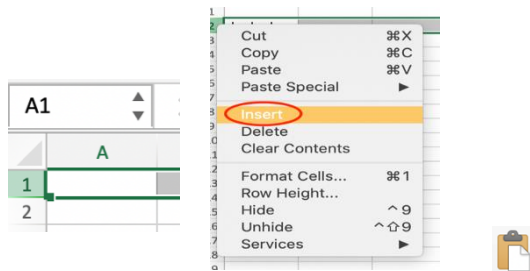 A1
A
1
2
Cut ⌘X
Copy ⌘C
Paste ⌘V
Paste Special ▶
Insert
Delete
Clear Contents
Format Cells... ⌘1
Row Height...
Hide ^9
Unhide ^⇧9
Services ▶